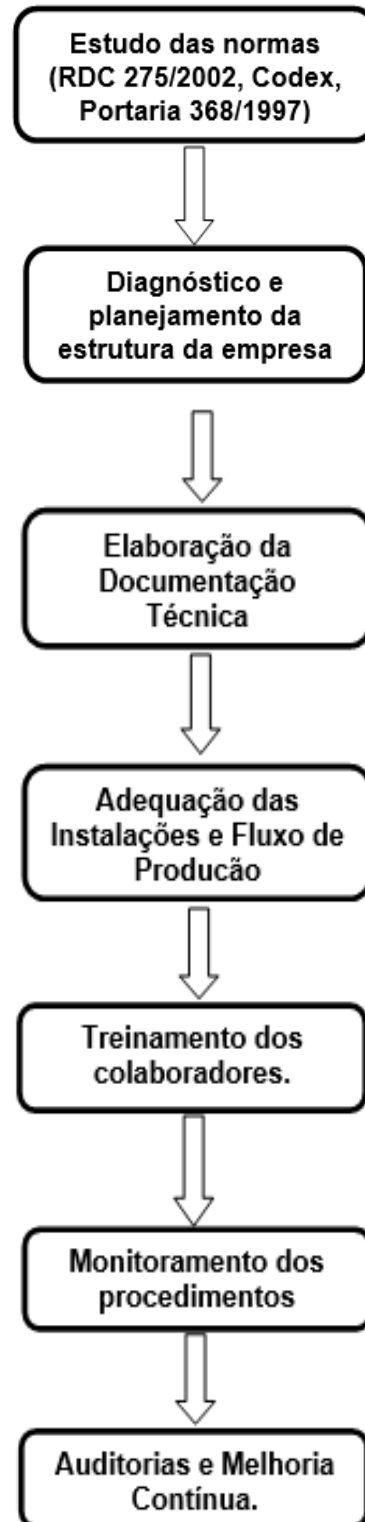 Estudo das normas
(RDC 275/2002, Codex,
Portaria 368/1997)
Diagnóstico e
planejamento da
estrutura da empresa
Elaboração da
Documentação
Técnica
Adequação das
Instalações e Fluxo de
Producão
Treinamento dos
colaboradores.
Monitoramento dos
procedimentos
Auditorias e Melhoria
Contínua.